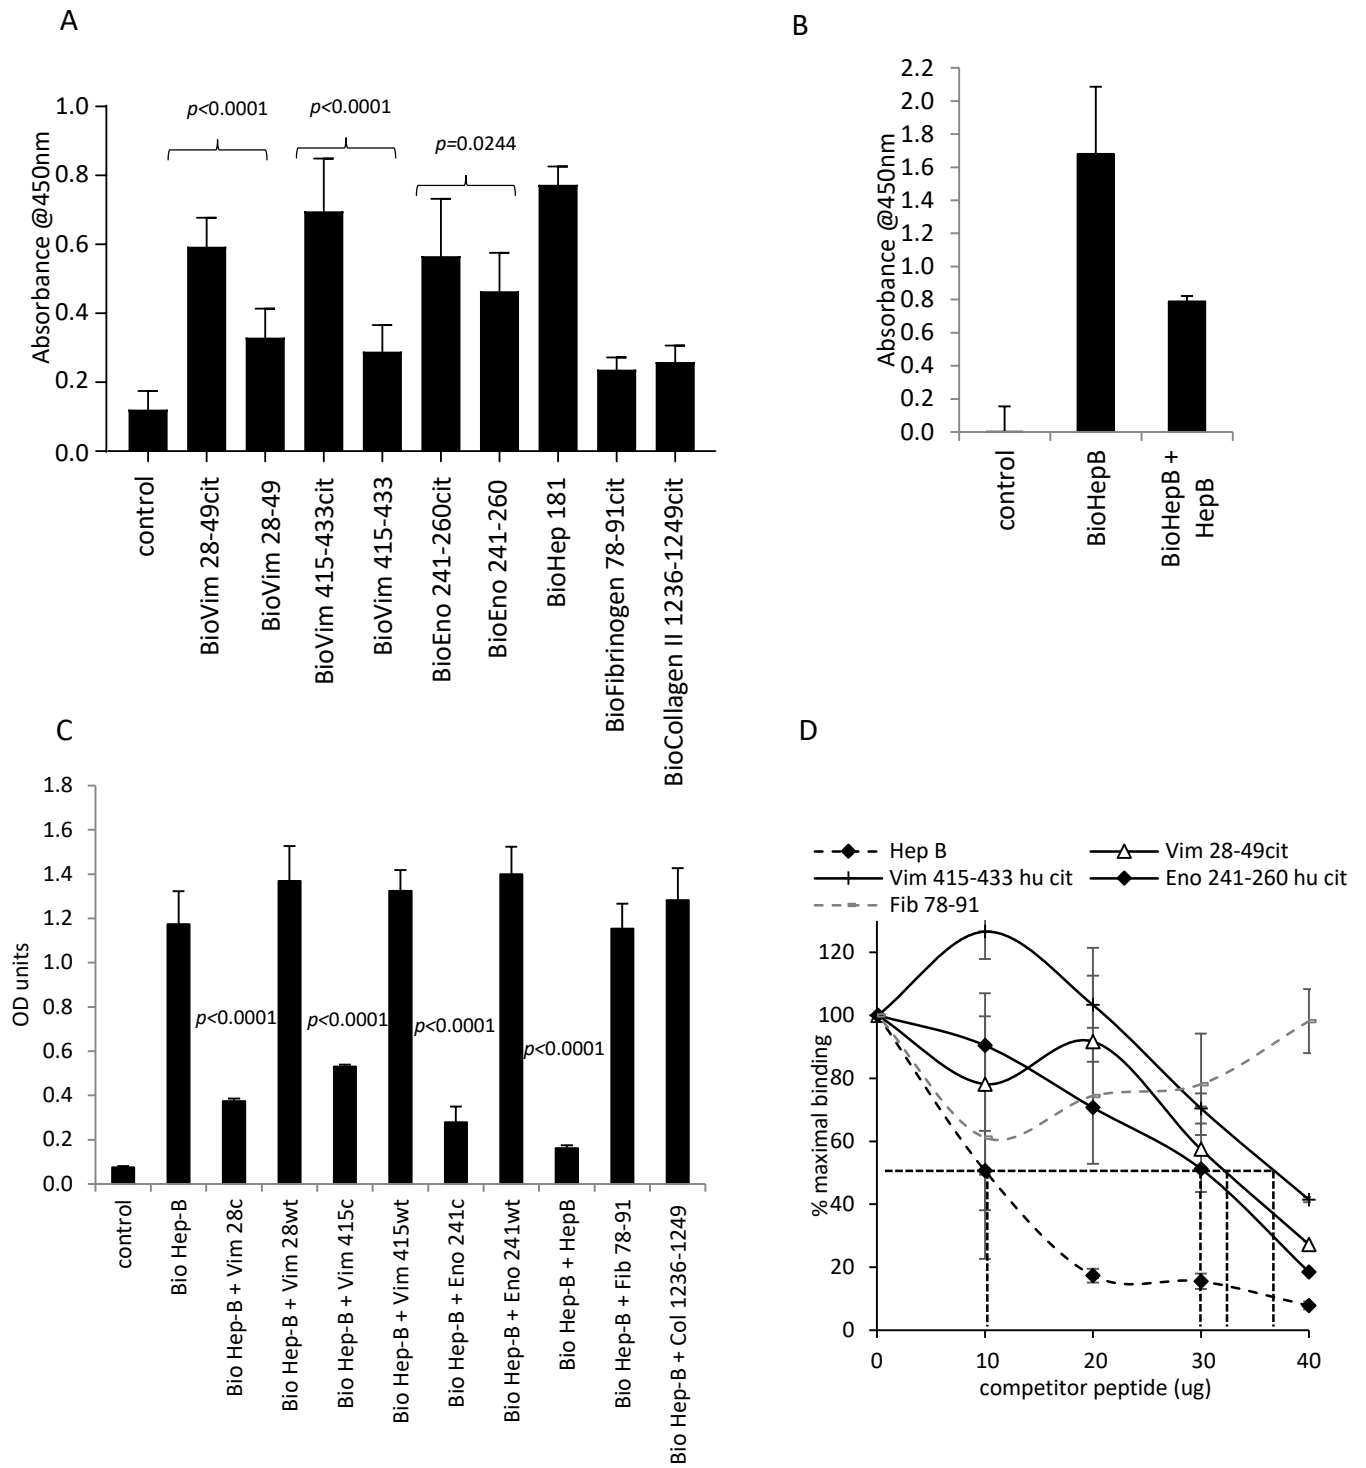 A
Absorbance @450nm
1.0
0.8
0.6
0.4
0.2
0.0
p<0.0001
p<0.0001
p=0.0244
control
BioVim 28-49cit
BioVim 28-49
BioVim 415-433cit
BioVim 415-433
BioEno 241-260cit
BioEno 241-260
BioHep 181
BioFibrinogen 78-91cit
BioCollagen II 1236-1249cit
B
Absorbance @450nm
2.2
2.0
1.8
1.6
1.4
1.2
1.0
0.8
0.6
0.4
0.2
0.0
control
BioHepB
BioHepB +
HepB
C
OD units
1.8
1.6
1.4
1.2
1.0
0.8
0.6
0.4
0.2
0.0
p<0.0001
p<0.0001
p<0.0001
p<0.0001
control
Bio Hep-B
Bio Hep-B + Vim 28c
Bio Hep-B + Vim 28wt
Bio Hep-B + Vim 415c
Bio Hep-B + Vim 415wt
Bio Hep-B + Eno 241c
Bio Hep-B + Eno 241wt
Bio Hep-B + HepB
Bio Hep-B + Fib 78-91
Bio Hep-B + Col 1236-1249
D
Hep B
Vim 28-49cit
Vim 415-433 hu cit
Eno 241-260 hu cit
Fib 78-91
% maximal binding
120
100
80
60
40
20
0
0 10 20 30 40
competitor peptide (ug)